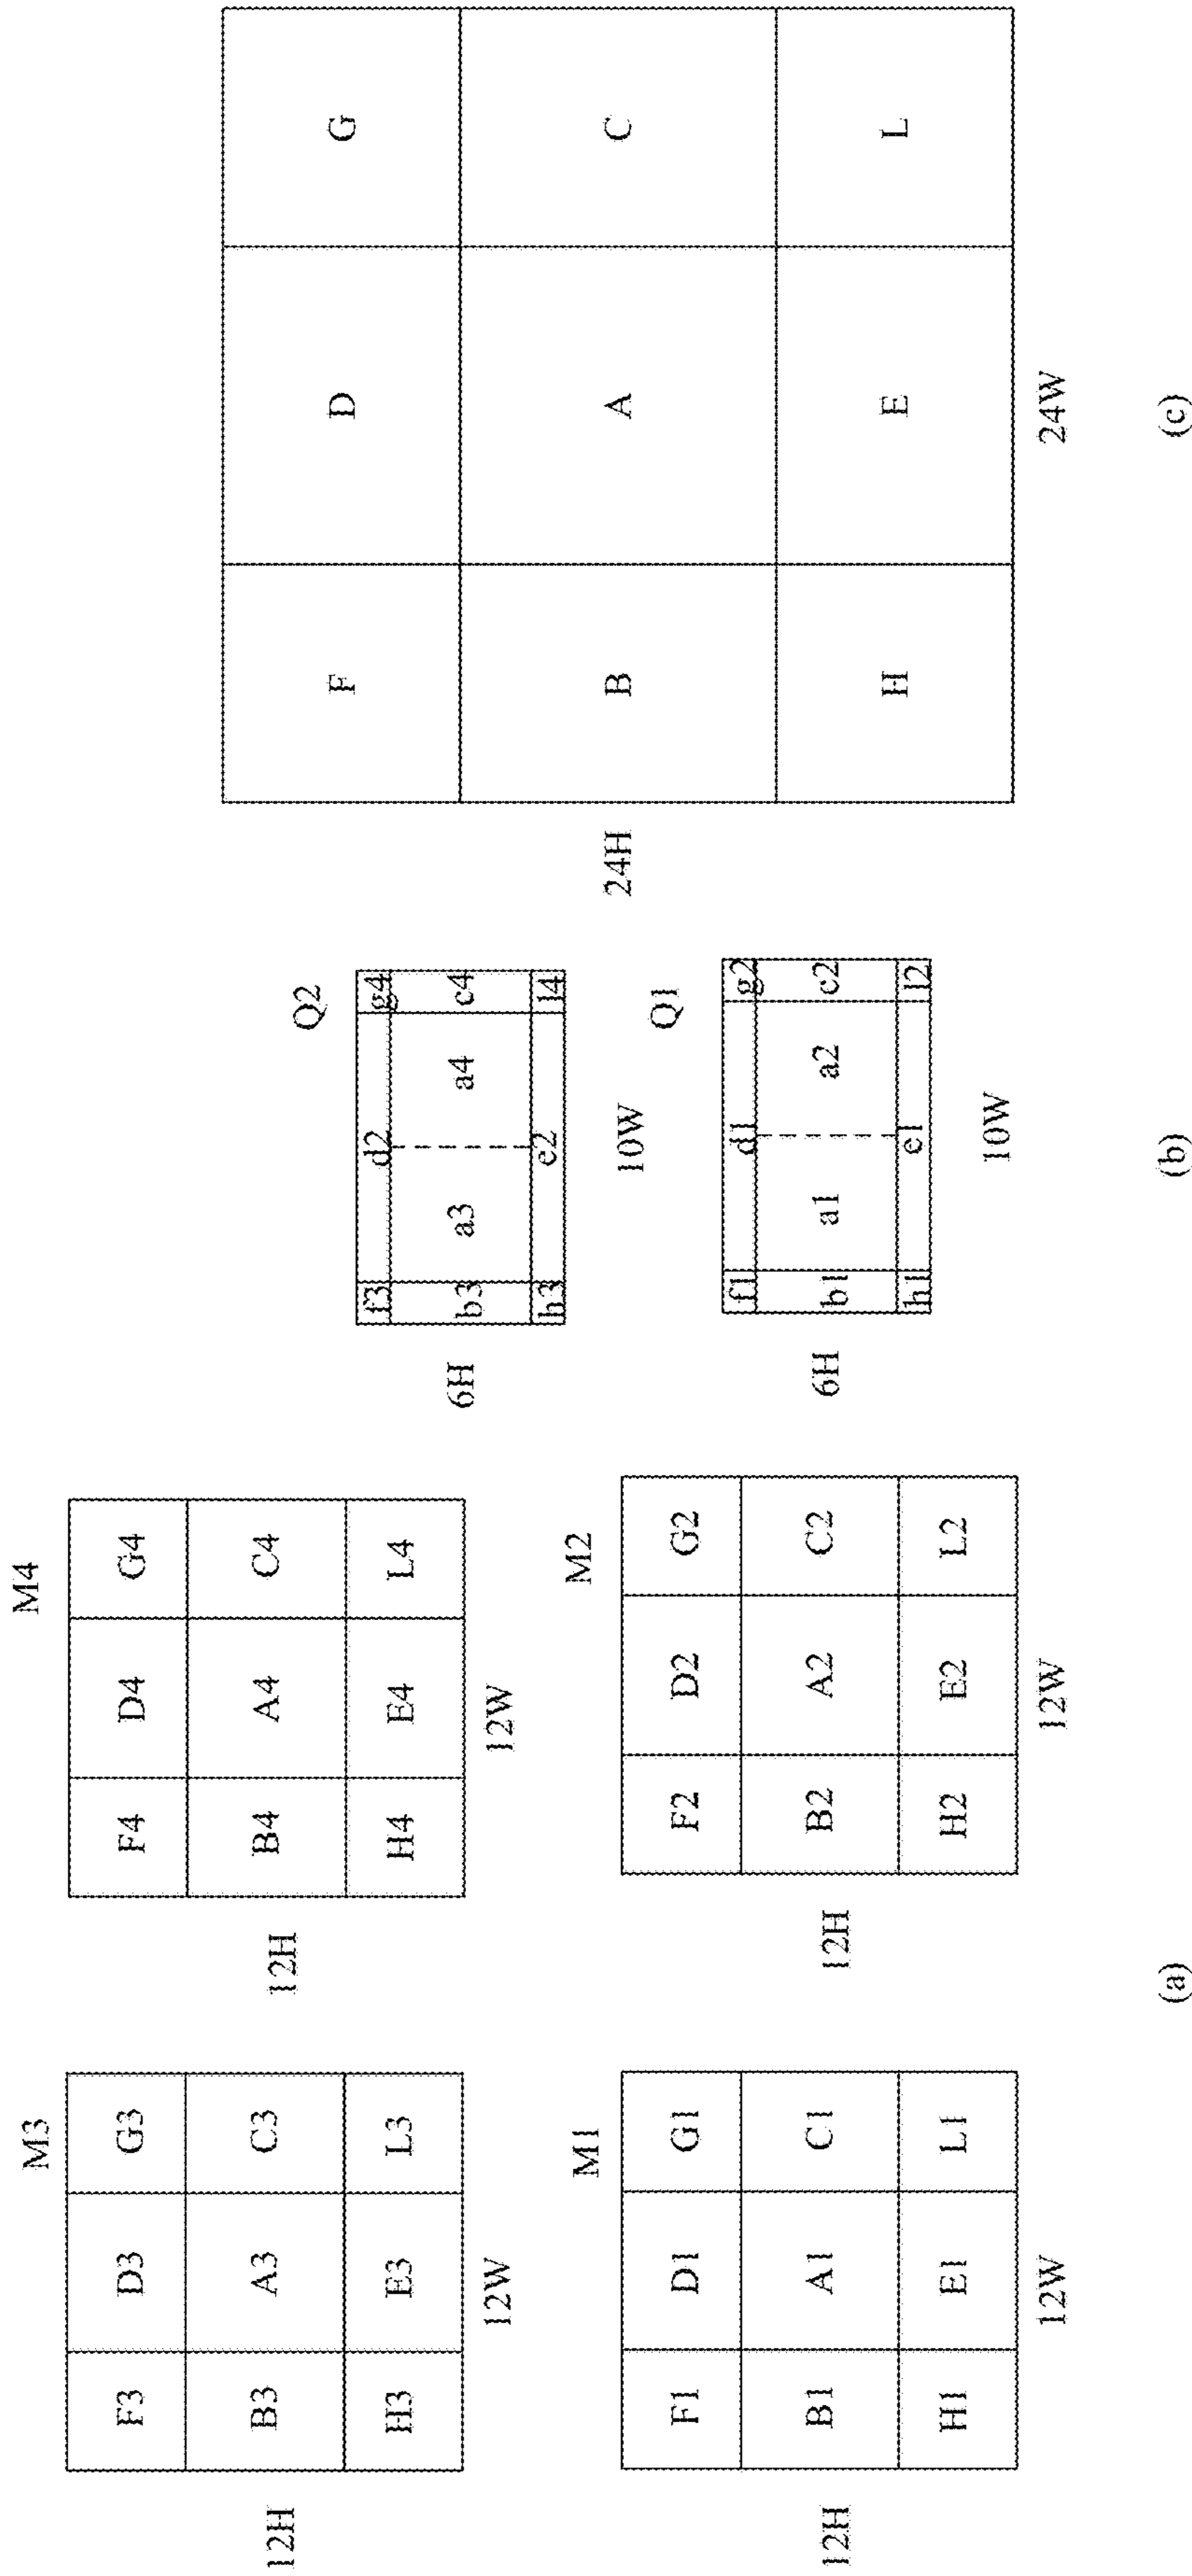 M3
F3 D3 G3
12H B3 A3 C3
H3 E3 L3
12W
M4
F4 D4 G4
12H B4 A4 C4
H4 E4 L4
12W
M1
F1 D1 G1
12H B1 A1 C1
H1 E1 L1
12W
M2
F2 D2 G2
12H B2 A2 C2
H2 E2 L2
12W
(a)
Q2
f3 d2 g4
6H b3 a3 a4 c4
h3 e2 l4
10W
Q1
f1 d1 g2
6H b1 a1 a2 c2
h1 e1 l2
10W
(b)
F D G
24H B A C
H E L
24W
(c)